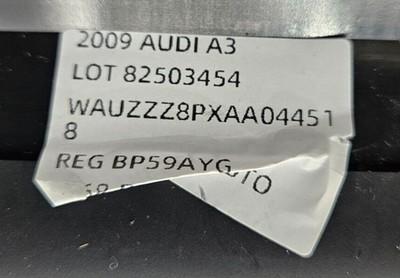 2009 AUDI A3
LOT 82503454
WAUZZZ8PXAA04451
8
REG BP59AYG